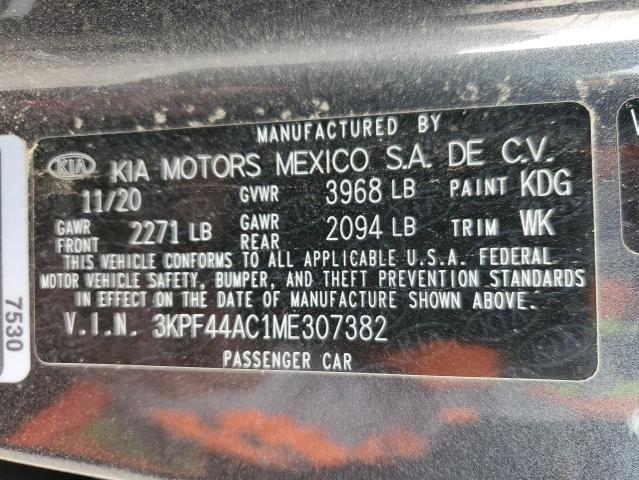 MANUFACTURED BY
KIA KIA MOTORS MEXICO S.A. DE C.V.
11/20 GVWR 3968 LB PAINT KDG
GAWR FRONT 2271 LB GAWR REAR 2094 LB TRIM WK
THIS VEHICLE CONFORMS TO ALL APPLICABLE U.S.A. FEDERAL
MOTOR VEHICLE SAFETY, BUMPER, AND THEFT PREVENTION STANDARDS
IN EFFECT ON THE DATE OF MANUFACTURE SHOWN ABOVE.
V.I.N. 3KPF44AC1ME307382
PASSENGER CAR
7530